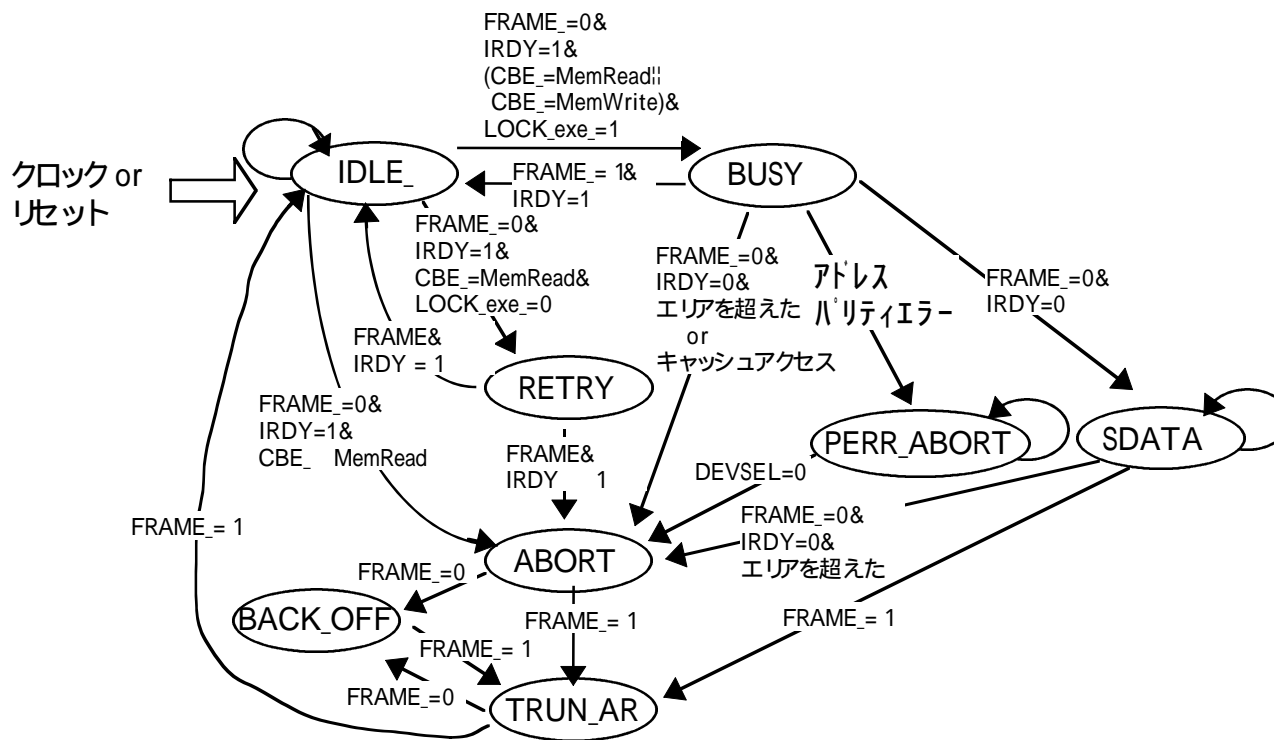 FRAME_=0&
IRDY=1&
(CBE_=MemRead¦¦
CBE_=MemWrite)&
LOCK_exe_=1
クロック or
リセット
IDLE_
FRAME_= 1&
IRDY=1
BUSY
FRAME_=0&
IRDY=1&
CBE_=MemRead&
LOCK_exe_=0
FRAME_=0&
IRDY=0&
エリアを超えた
or
キャッシュアクセス
アドレス
パリティエラー
FRAME_=0&
IRDY=0
FRAME&
IRDY = 1
RETRY
FRAME_=0&
IRDY=1&
CBE_ MemRead
FRAME&
IRDY 1
PERR_ABORT
SDATA
DEVSEL=0
FRAME_= 1
FRAME_=0&
IRDY=0&
エリアを超えた
ABORT
FRAME_=0
BACK_OFF
FRAME_= 1
FRAME_= 1
FRAME_= 1
FRAME_=0
TRUN_AR